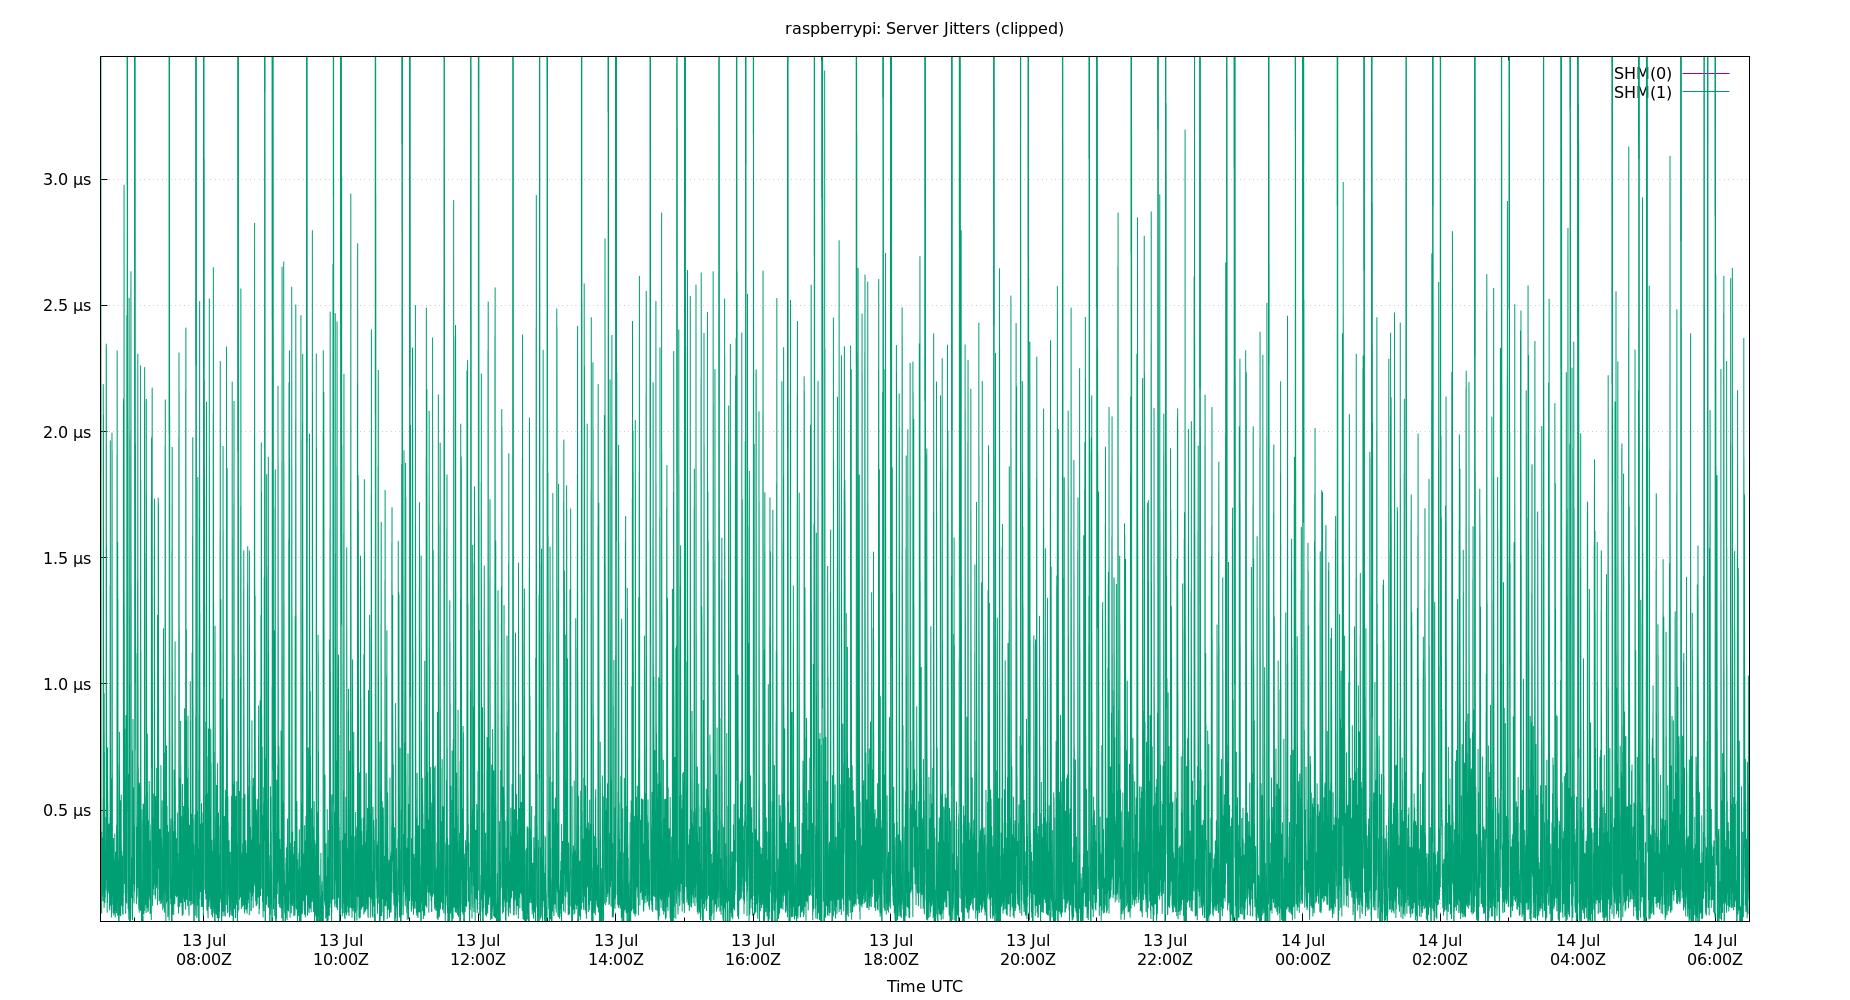 raspberrypi: Server Jitters (clipped)
SHM(0)
SHM(1)
3.0 µs
2.5 µs
2.0 µs
1.5 µs
1.0 µs
0.5 µs
13 Jul 13 Jul 13 Jul 13 Jul 13 Jul 13 Jul 13 Jul 13 Jul 14 Jul 14 Jul 14 Jul 14 Jul
08:00Z 10:00Z 12:00Z 14:00Z 16:00Z 18:00Z 20:00Z 22:00Z 00:00Z 02:00Z 04:00Z 06:00Z
Time UTC